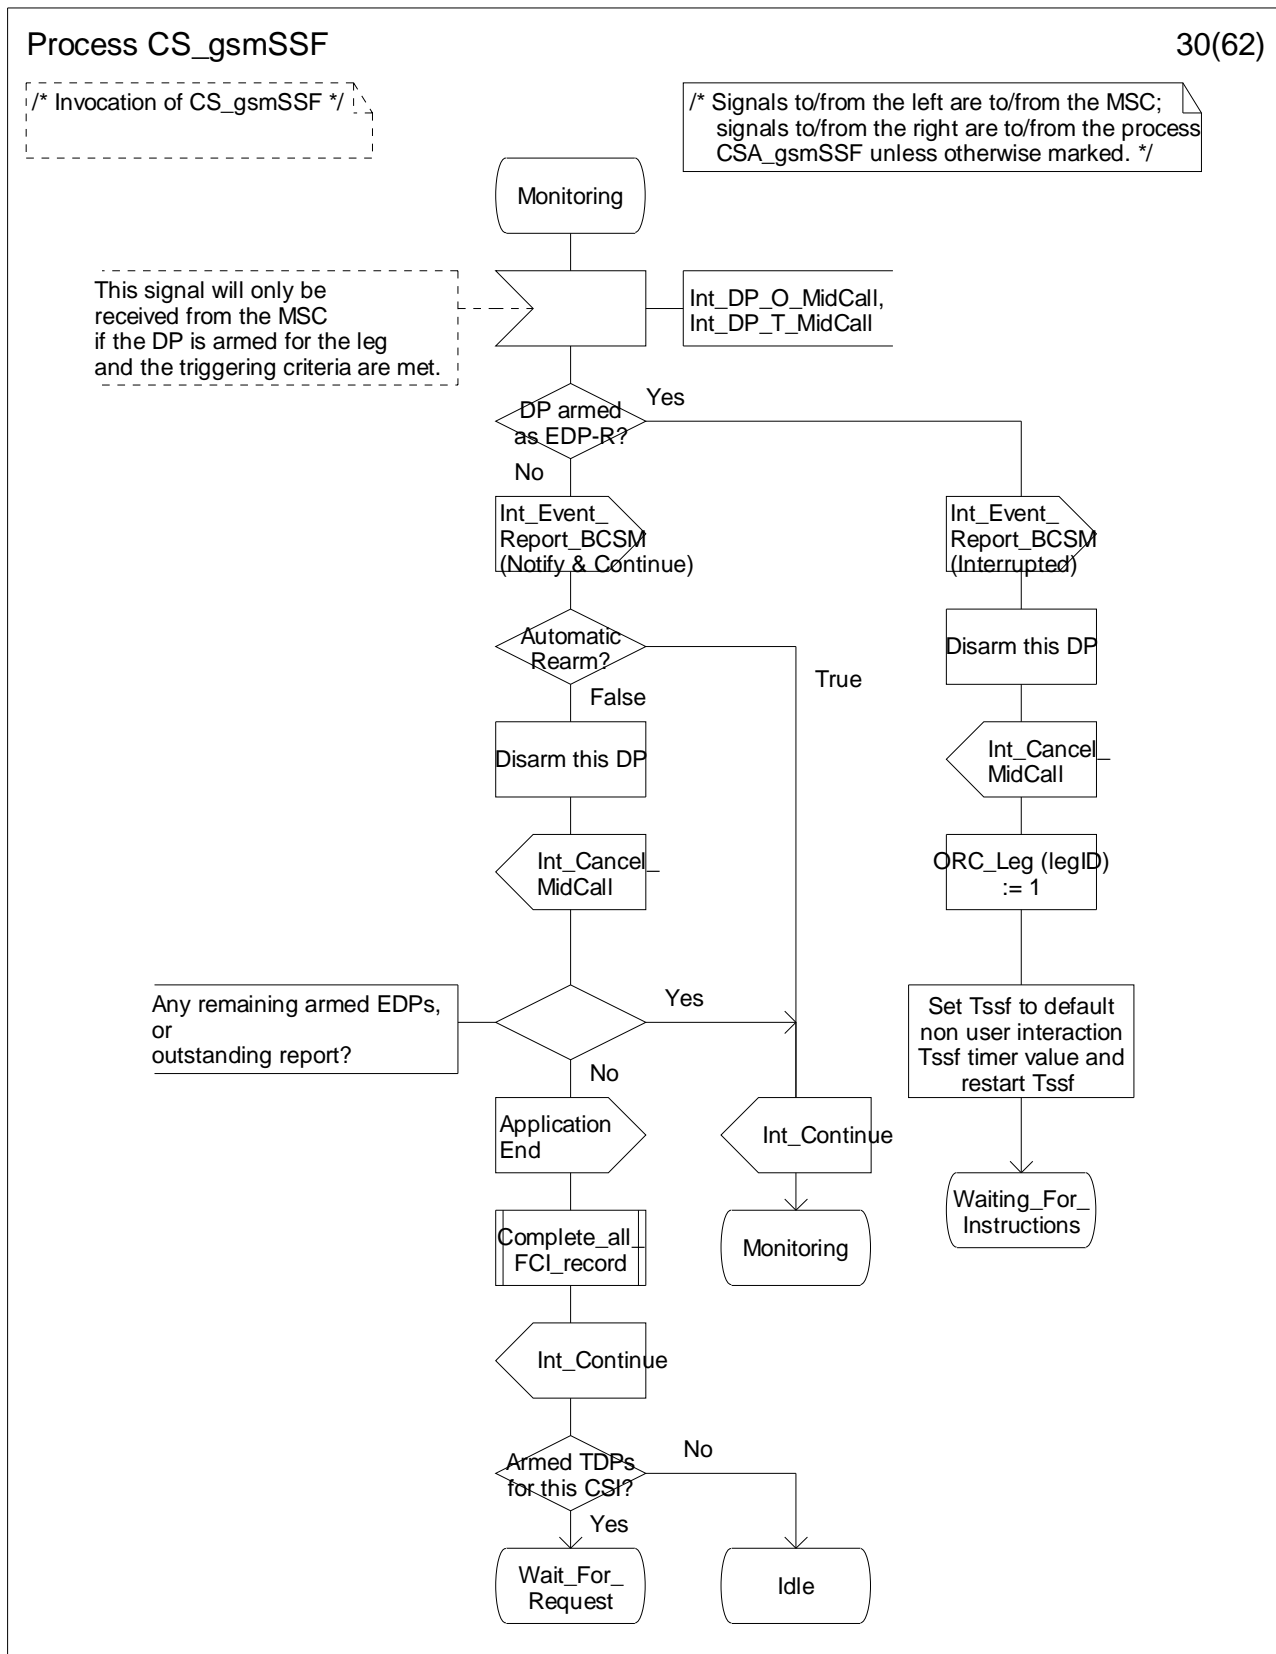 Process CS_gsmSSF
30(62)
/* Invocation of CS_gsmSSF */
/* Signals to/from the left are to/from the MSC;
signals to/from the right are to/from the process
CSA_gsmSSF unless otherwise marked. */
Monitoring
This signal will only be
received from the MSC
if the DP is armed for the leg
and the triggering criteria are met.
Int_DP_O_MidCall,
Int_DP_T_MidCall
DP armed
as EDP-R?
Yes
No
Int_Event_
Report_BCSM
(Notify & Continue)
Int_Event_
Report_BCSM
(Interrupted)
Automatic
Rearm?
True
False
Disarm this DP
Disarm this DP
Int_Cancel_
MidCall
Int_Cancel_
MidCall
ORC_Leg (legID)
:= 1
Any remaining armed EDPs,
or
outstanding report?
Yes
No
Set Tssf to default
non user interaction
Tssf timer value and
restart Tssf
Application
End
Int_Continue
Waiting_For_
Instructions
Complete_all_
FCI_record
Monitoring
Int_Continue
Armed TDPs
for this CSI?
No
Yes
Wait_For_
Request
Idle